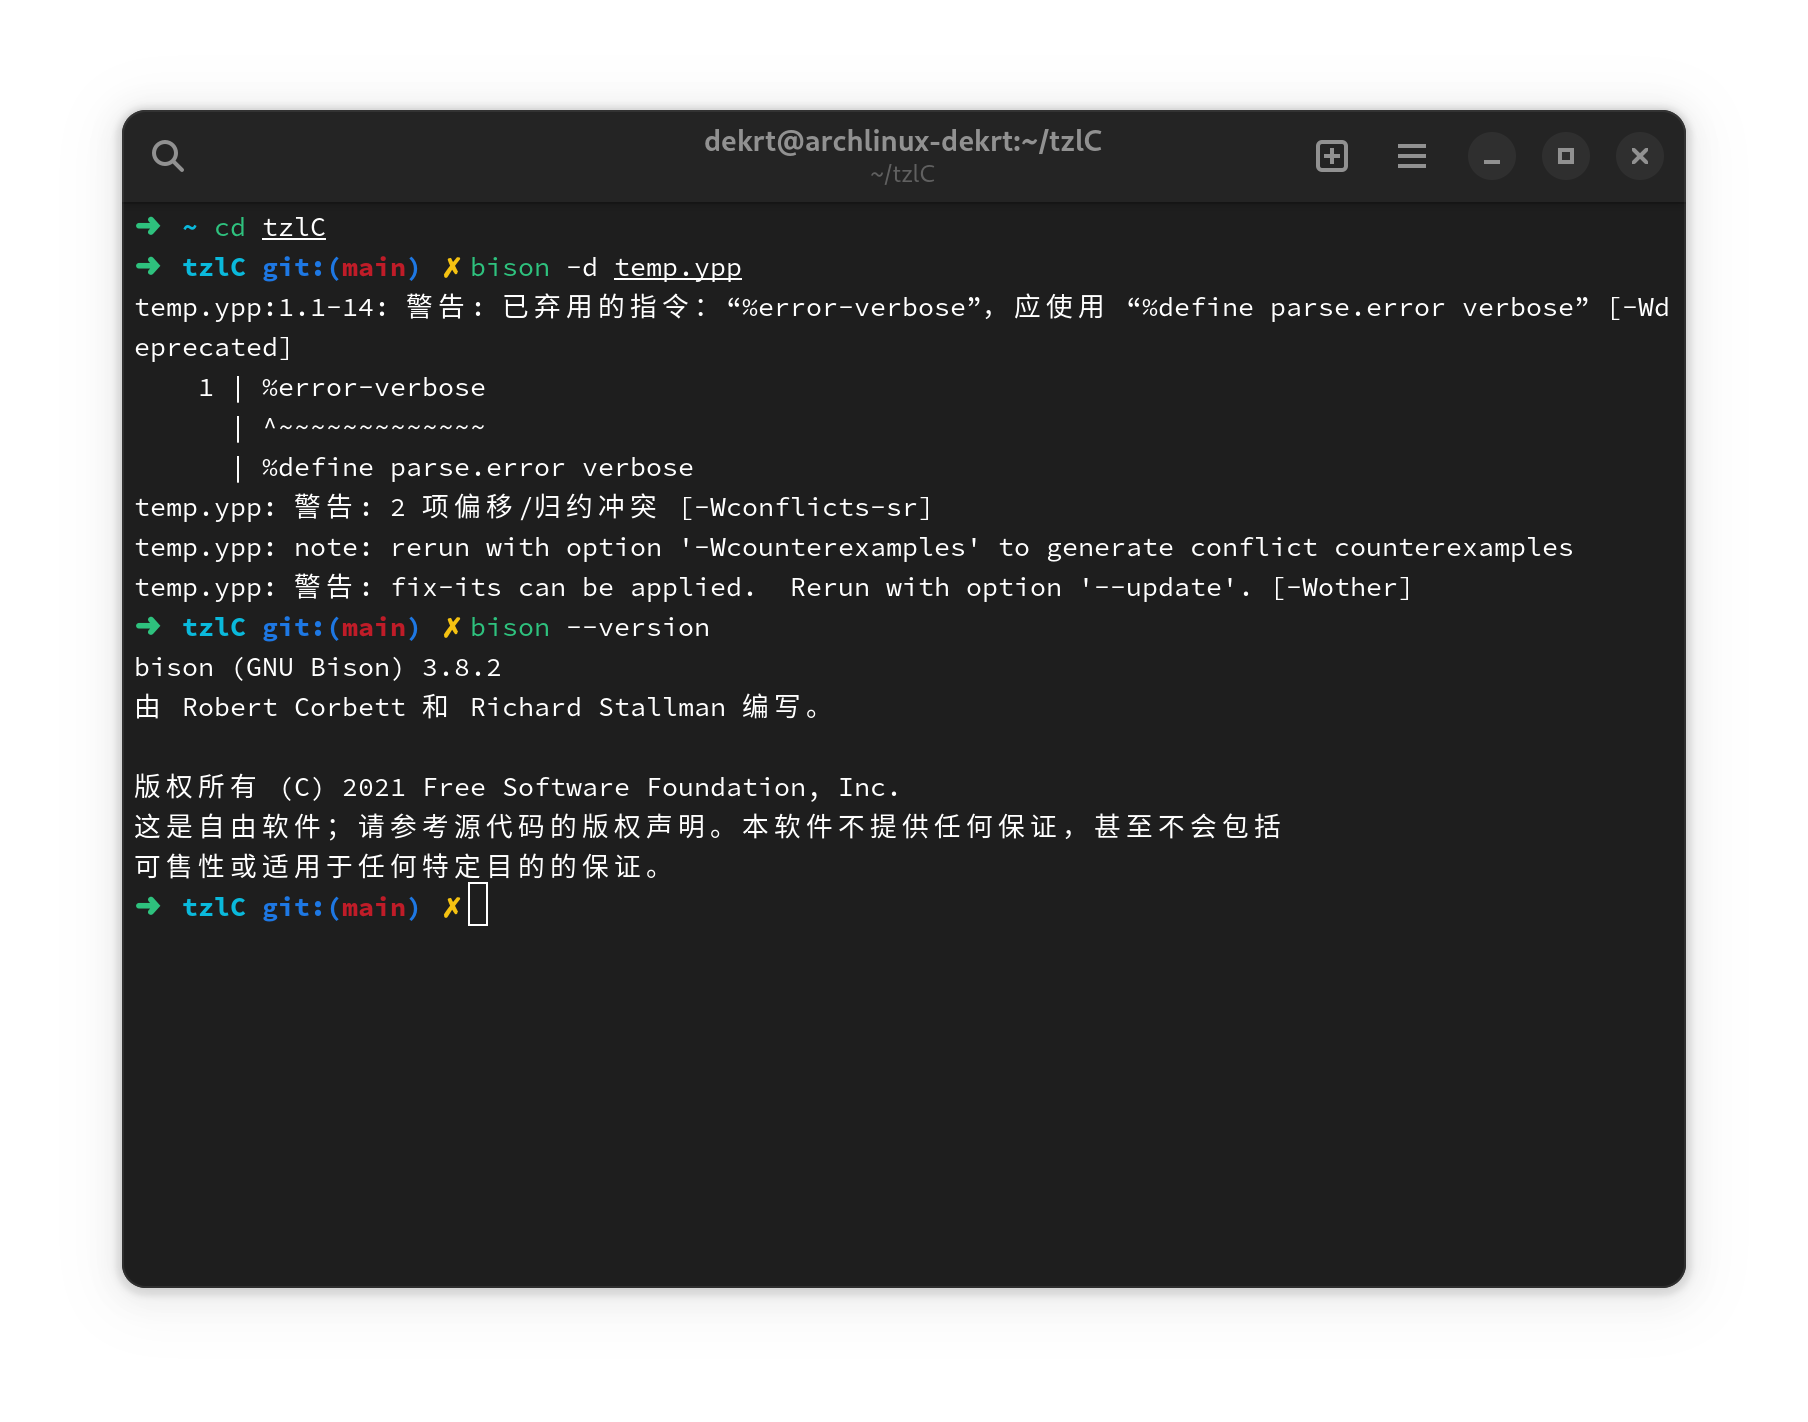 dekrt@archlinux-dekrt:~/tzlC
~/tzlC
➜  ~ cd tzlC
➜  tzlC git:(main) ✗ bison -d temp.ypp
temp.ypp:1.1-14: 警告: 已弃用的指令: “%error-verbose”, 应使用 “%define parse.error verbose” [-Wd
eprecated]
    1 | %error-verbose
      | ^~~~~~~~~~~~~~
      | %define parse.error verbose
temp.ypp: 警告: 2 项偏移/归约冲突 [-Wconflicts-sr]
temp.ypp: note: rerun with option '-Wcounterexamples' to generate conflict counterexamples
temp.ypp: 警告: fix-its can be applied.  Rerun with option '--update'. [-Wother]
➜  tzlC git:(main) ✗ bison --version
bison (GNU Bison) 3.8.2
由 Robert Corbett 和 Richard Stallman 编写。

版权所有 (C) 2021 Free Software Foundation, Inc.
这是自由软件；请参考源代码的版权声明。本软件不提供任何保证，甚至不会包括
可售性或适用于任何特定目的的保证。
➜  tzlC git:(main) ✗